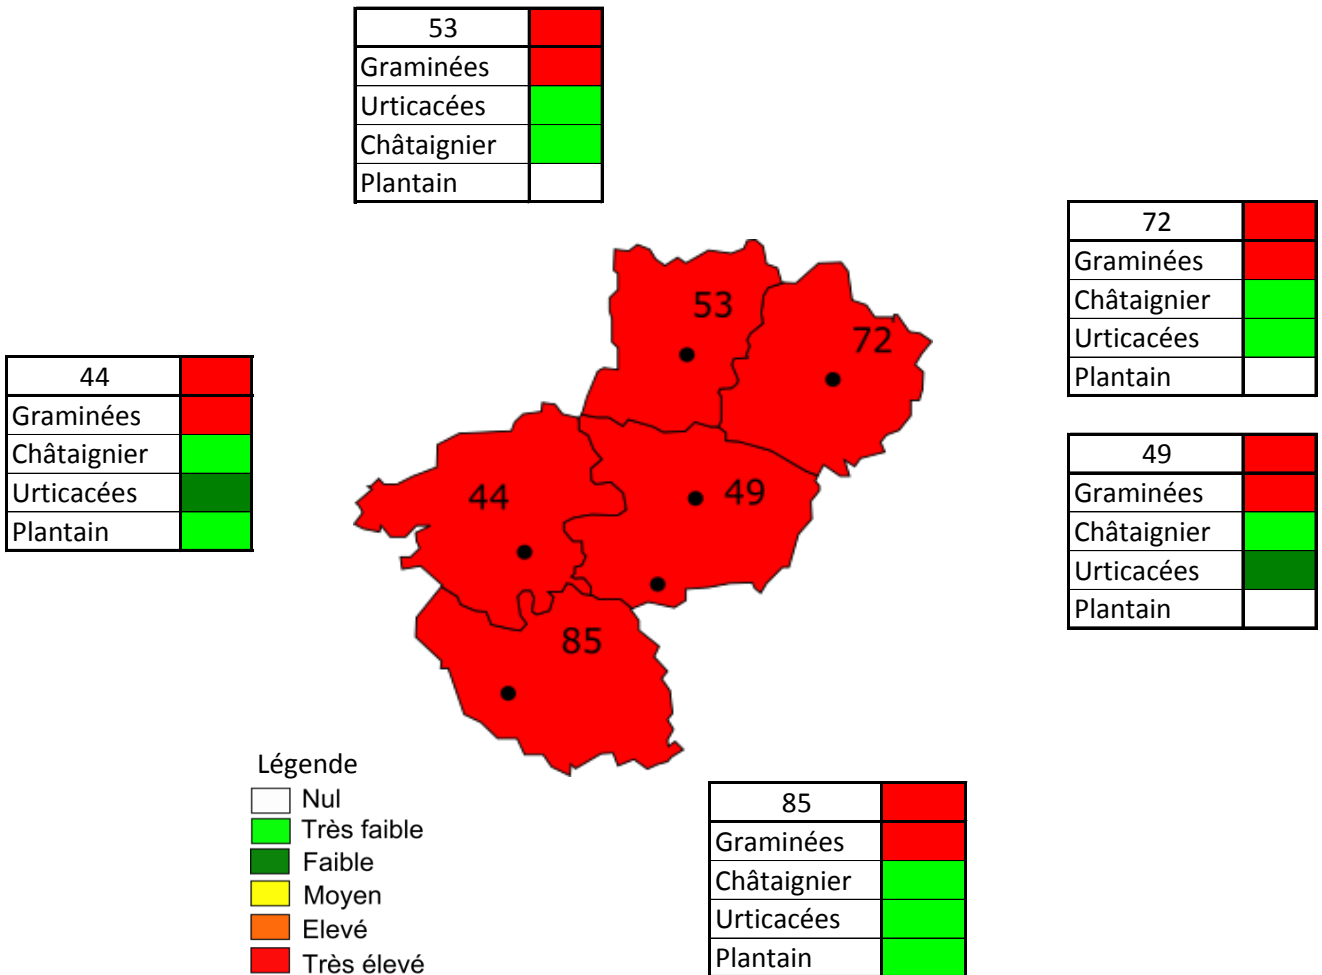 53
Graminées
Urticacées
Châtaignier
Plantain
72
Graminées
Châtaignier
Urticacées
Plantain
44
Graminées
Châtaignier
Urticacées
Plantain
49
Graminées
Châtaignier
Urticacées
Plantain
53
72
44
49
85
Légende
Nul
Très faible
Faible
Moyen
Elevé
Très élevé
85
Graminées
Châtaignier
Urticacées
Plantain